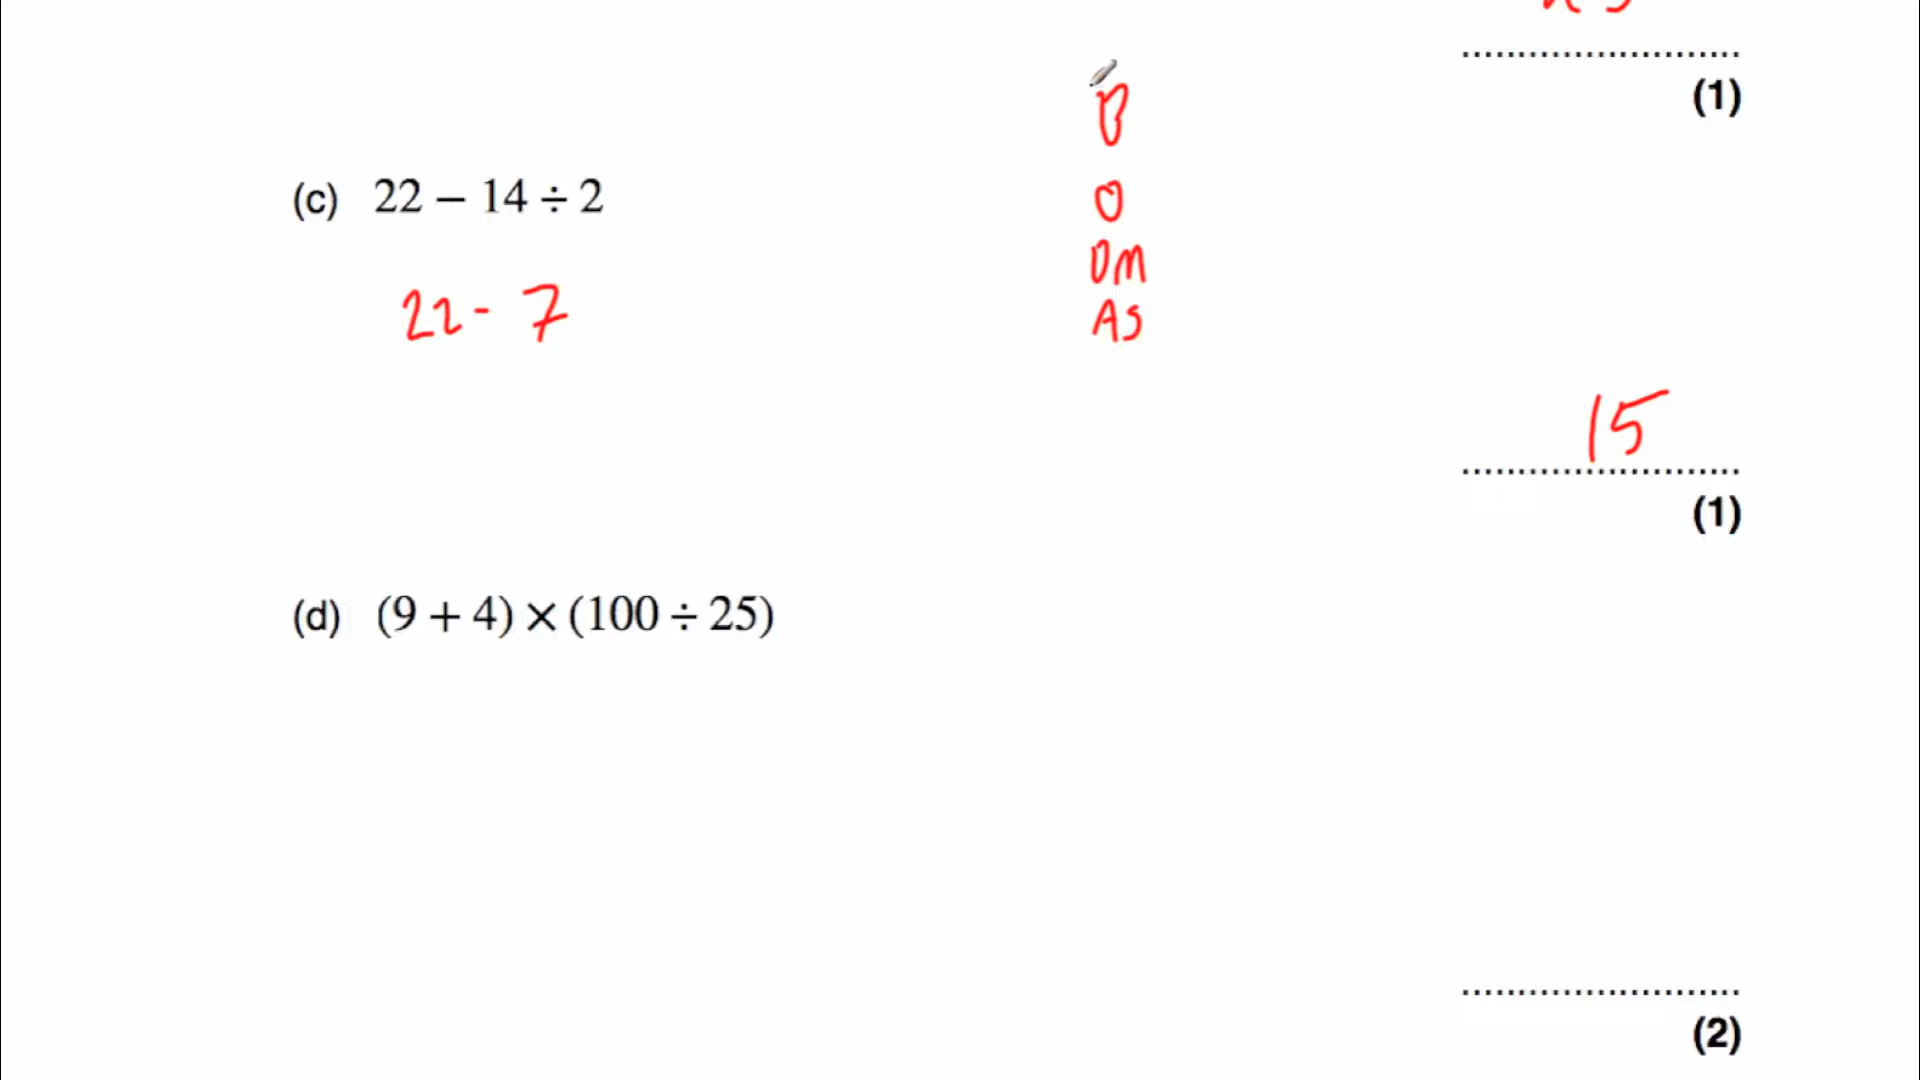 (1)
B
(c) 22 − 14 ÷ 2
O
DM
22 - 7
AS
15
(1)
(d) (9 + 4) × (100 ÷ 25)
(2)